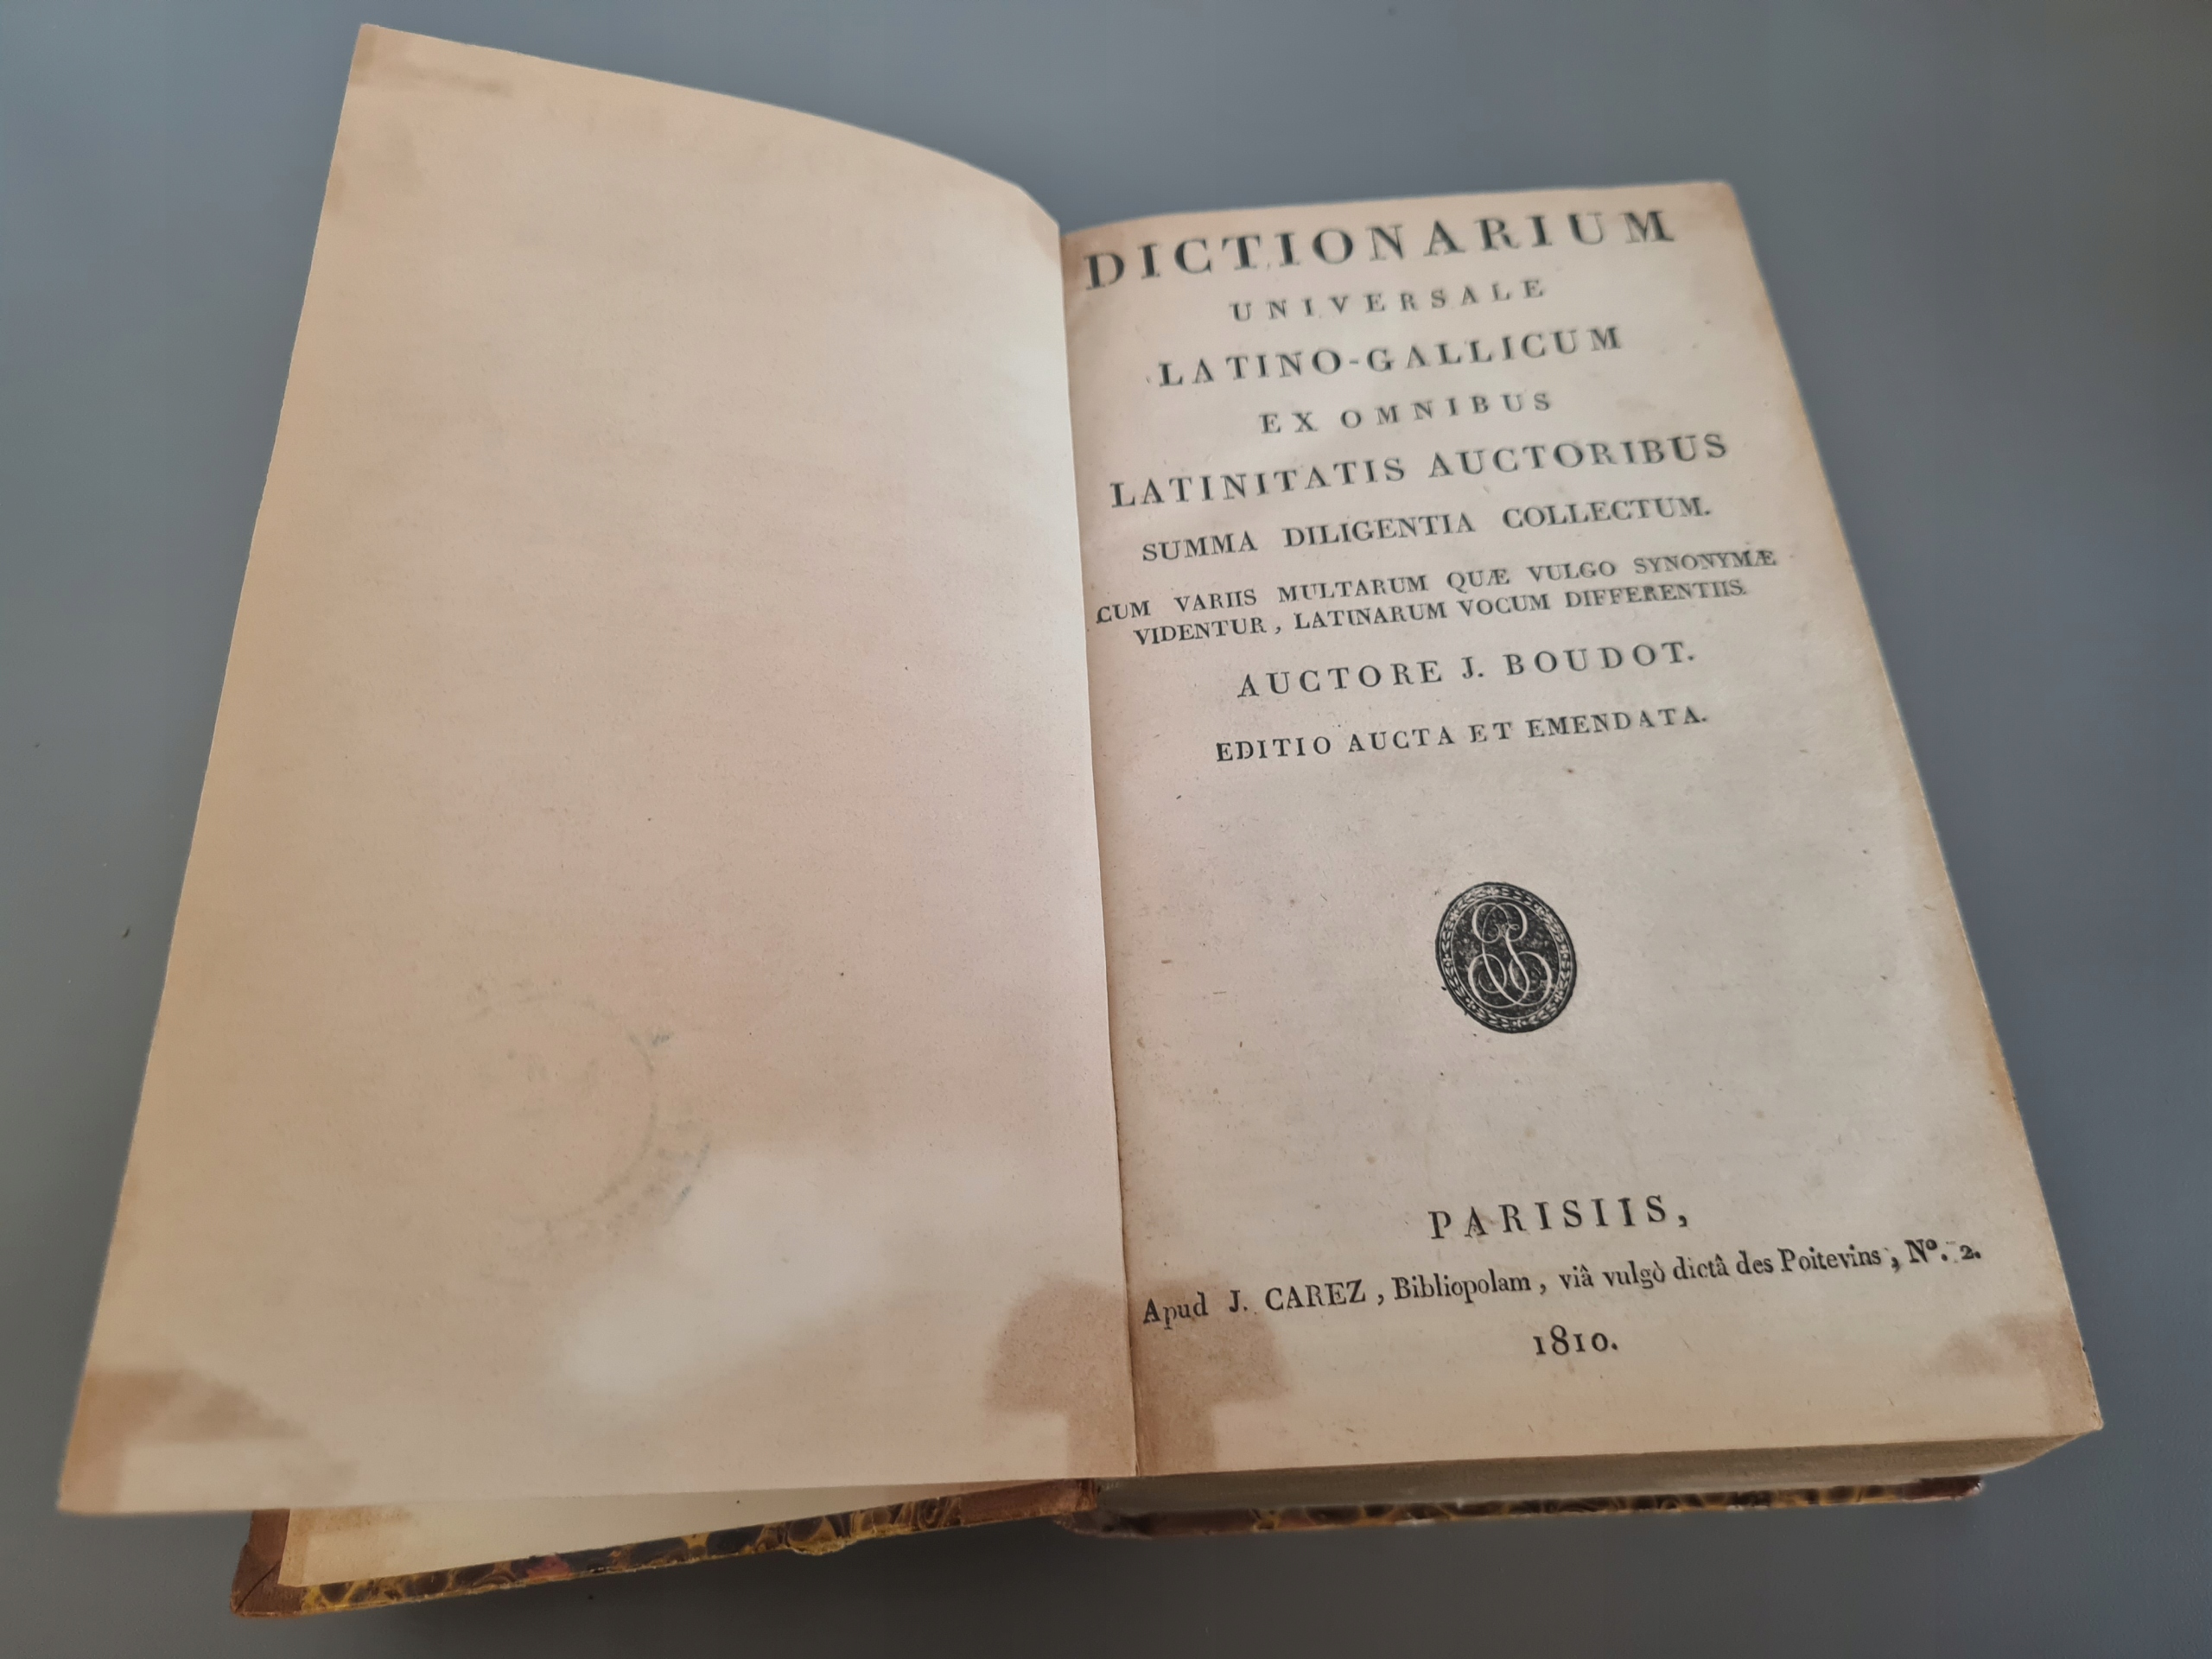 DICTIONARIUM
UNIVERSALE
LATINO-GALLICUM
EX OMNIBUS
LATINITATIS AUCTORIBUS
SUMMA DILIGENTIA COLLECTUM.
CUM VARIIS MULTARUM QUÆ VULGO SYNONYMÆ
VIDENTUR, LATINARUM VOCUM DIFFERENTIIS.
AUCTORE J. BOUDOT.
EDITIO AUCTA ET EMENDATA.
PARISIIS,
Apud J. CAREZ, Bibliopolam, viâ vulgò dictâ des Poitevins, Nº. 2.
1810.